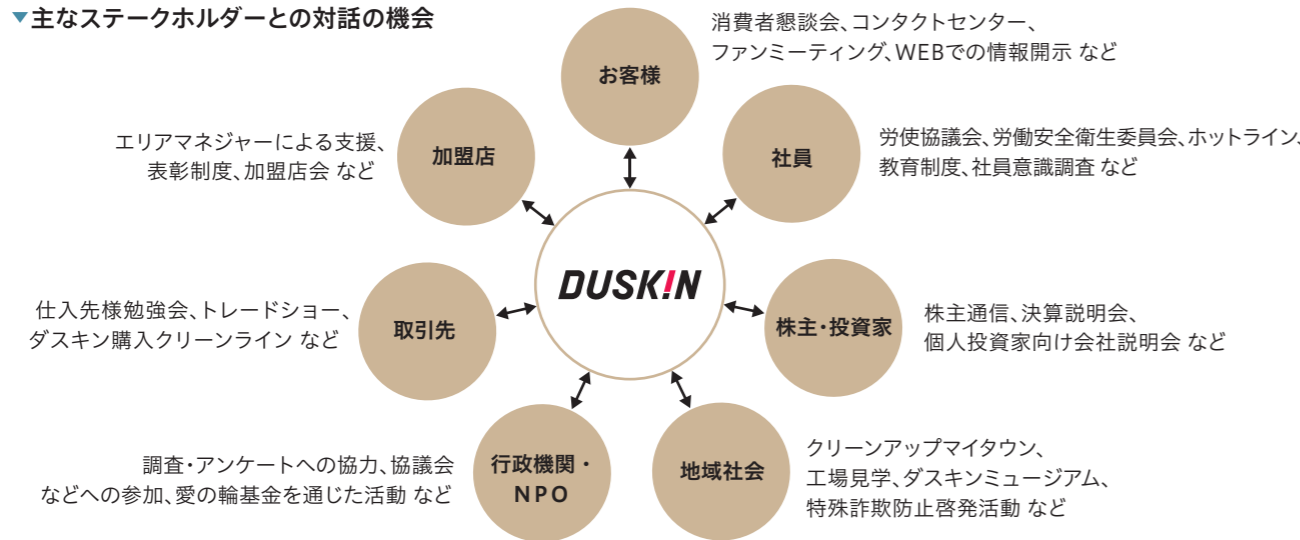 ▼主なステークホルダーとの対話の機会
お客様
消費者懇談会、コンタクトセンター、
ファンミーティング、WEBでの情報開示 など
社員
労使協議会、労働安全衛生委員会、ホットライン、
教育制度、社員意識調査 など
株主・投資家
株主通信、決算説明会、
個人投資家向け会社説明会 など
地域社会
クリーンアップマイタウン、
工場見学、ダスキンミュージアム、
特殊詐欺防止啓発活動 など
行政機関・
NPO
調査・アンケートへの協力、協議会
などへの参加、愛の輪基金を通じた活動 など
取引先
仕入先様勉強会、トレードショー、
ダスキン購入クリーンライン など
加盟店
エリアマネジャーによる支援、
表彰制度、加盟店会 など
DUSK!N